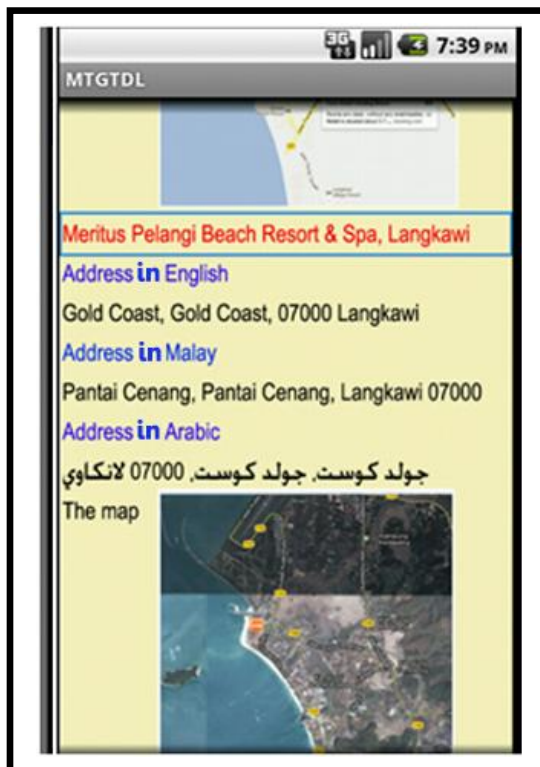 3G 7:39 PM
MTGTDL
Meritus Pelangi Beach Resort & Spa, Langkawi
Address in English
Gold Coast, Gold Coast, 07000 Langkawi
Address in Malay
Pantai Cenang, Pantai Cenang, Langkawi 07000
Address in Arabic
جولد كوست, جولد كوست, 07000 لانكاوي
The map